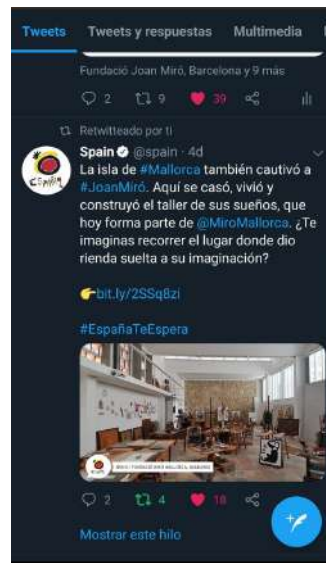 Tweets Tweets y respuestas Multimedia
Fundació Joan Miró, Barcelona y 9 más
2 9 39
Retwitteado por ti
Spain @spain · 4d
La isla de #Mallorca también cautivó a
#JoanMiró. Aquí se casó, vivió y
construyó el taller de sus sueños, que
hoy forma parte de @MiroMallorca. ¿Te
imaginas recorrer el lugar donde dio
rienda suelta a su imaginación?
👉bit.ly/2SSq8zi
#EspañaTeEspera
2 4 18
Mostrar este hilo